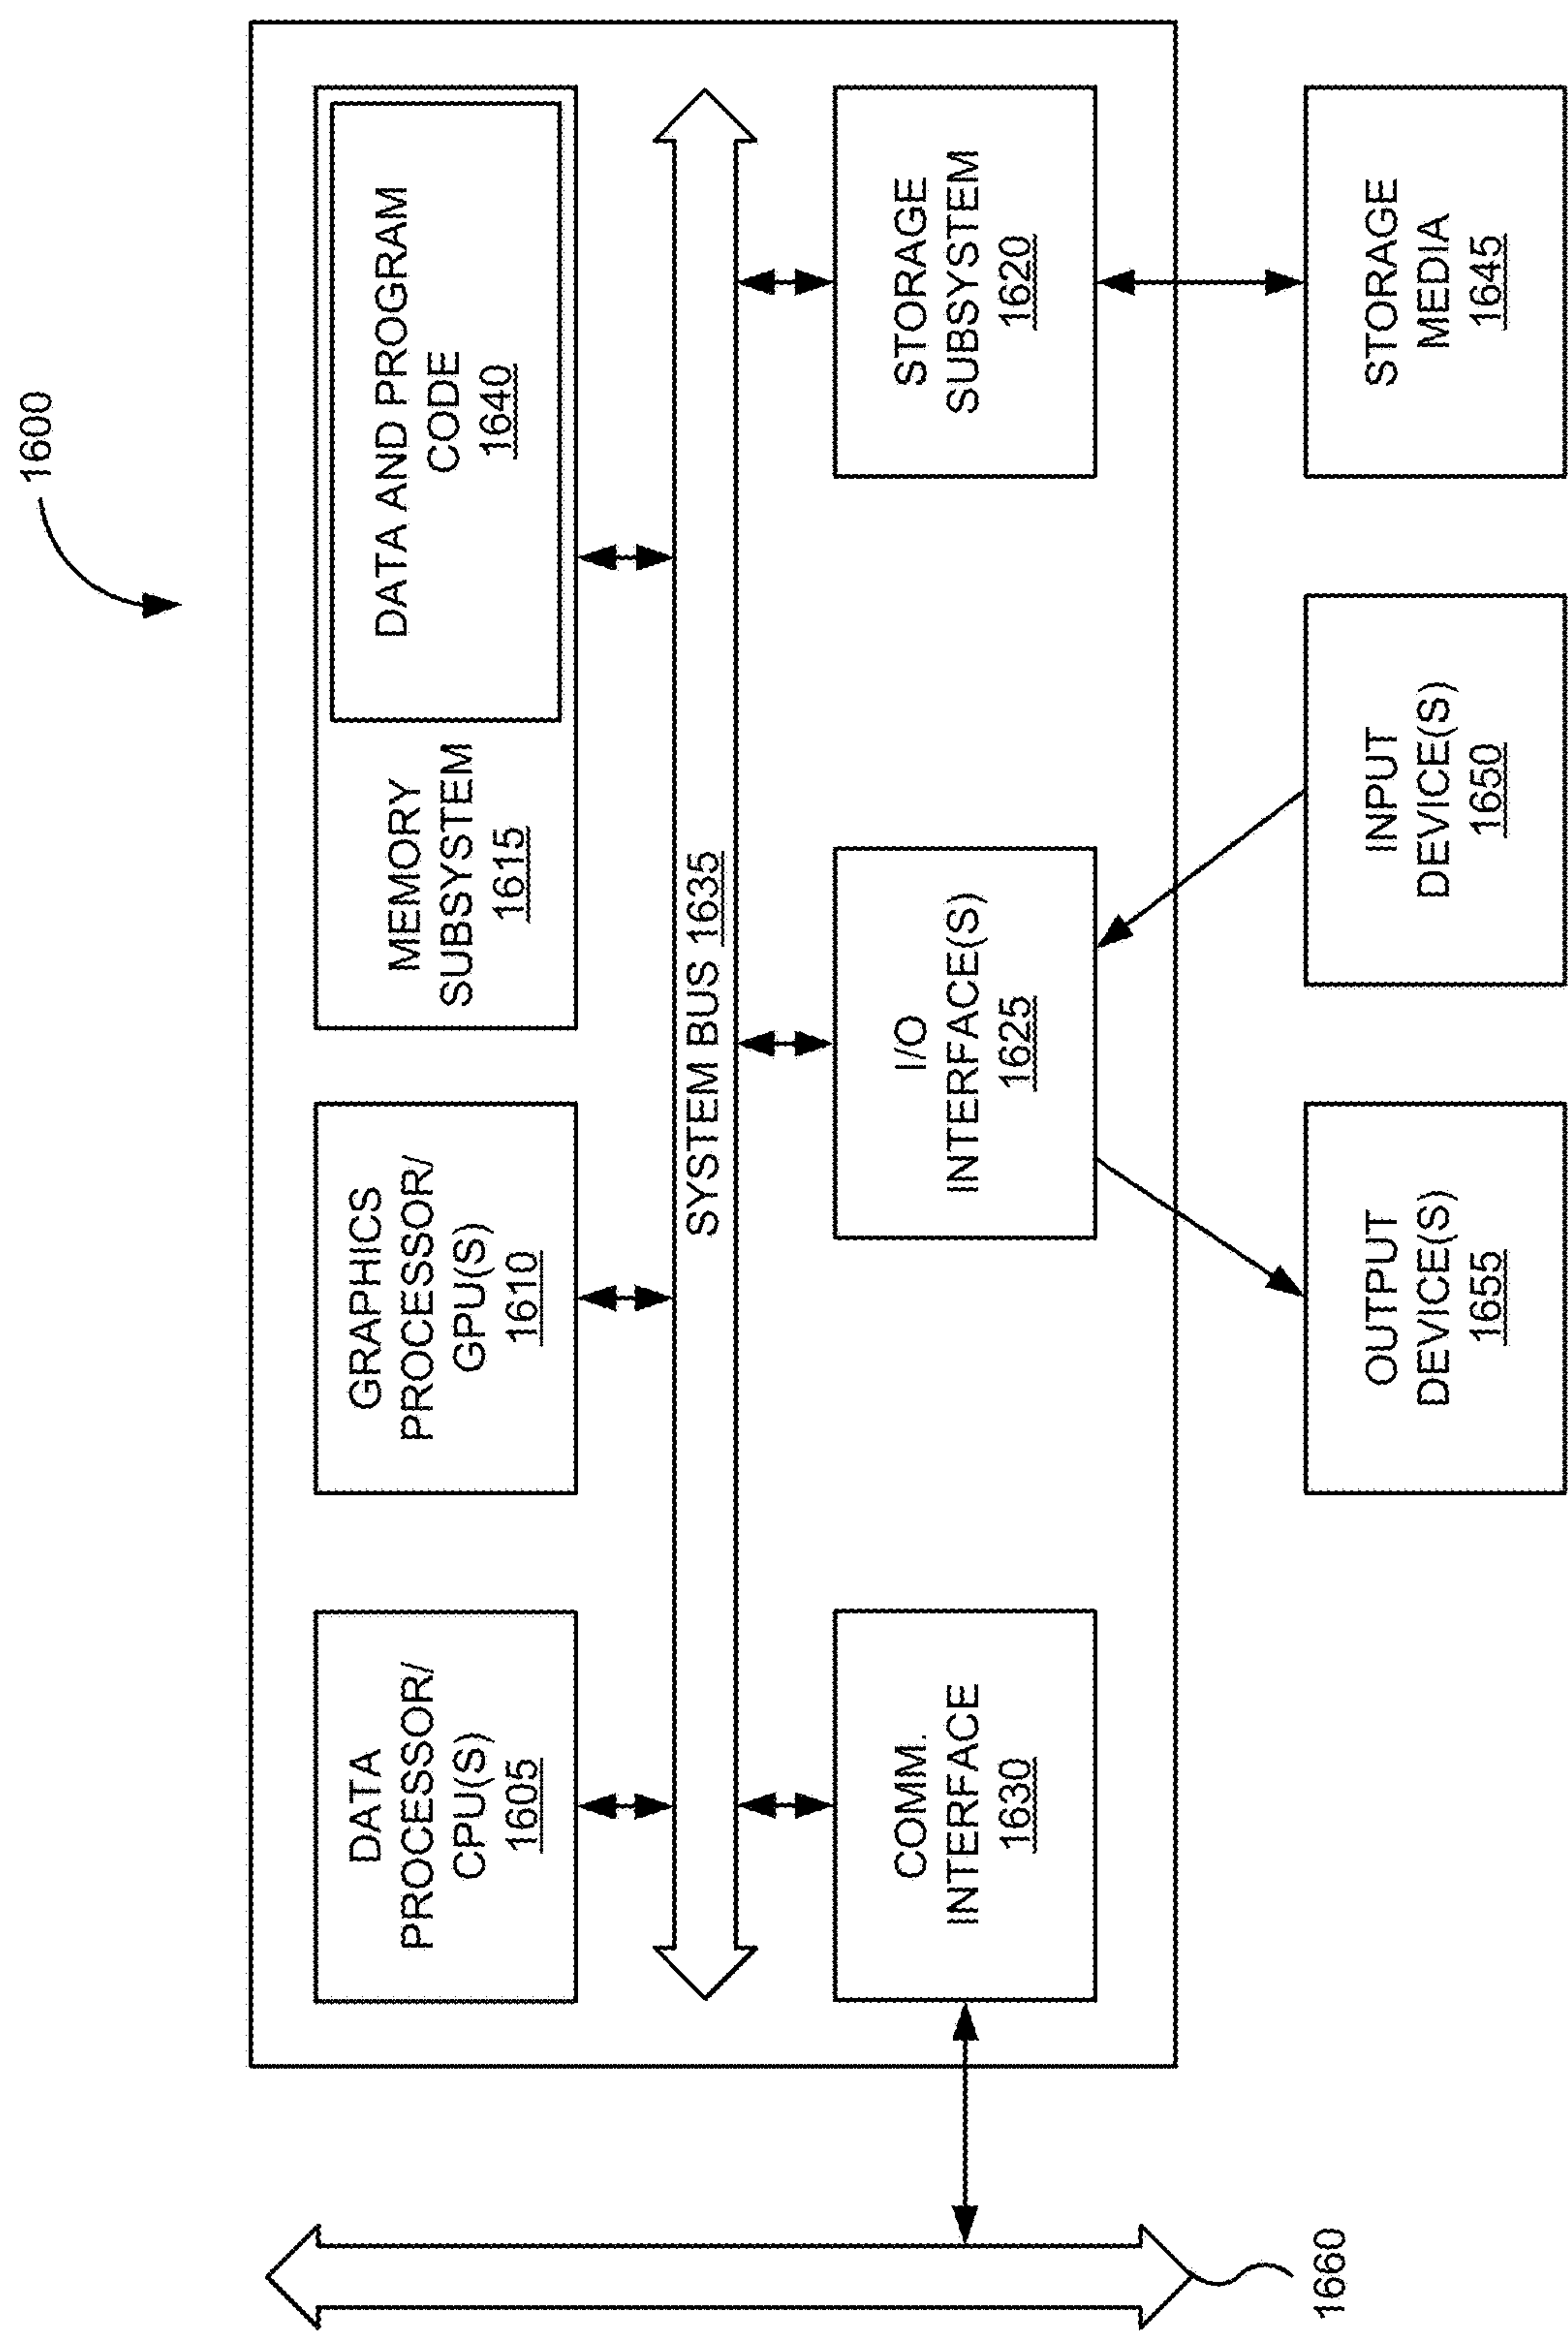 1600
DATA
PROCESSOR/
CPU(S)
1605
GRAPHICS
PROCESSOR/
GPU(S)
1610
MEMORY
SUBSYSTEM
1615
DATA AND PROGRAM
CODE
1640
SYSTEM BUS 1635
COMM.
INTERFACE
1630
I/O
INTERFACE(S)
1625
STORAGE
SUBSYSTEM
1620
1660
OUTPUT
DEVICE(S)
1655
INPUT
DEVICE(S)
1650
STORAGE
MEDIA
1645